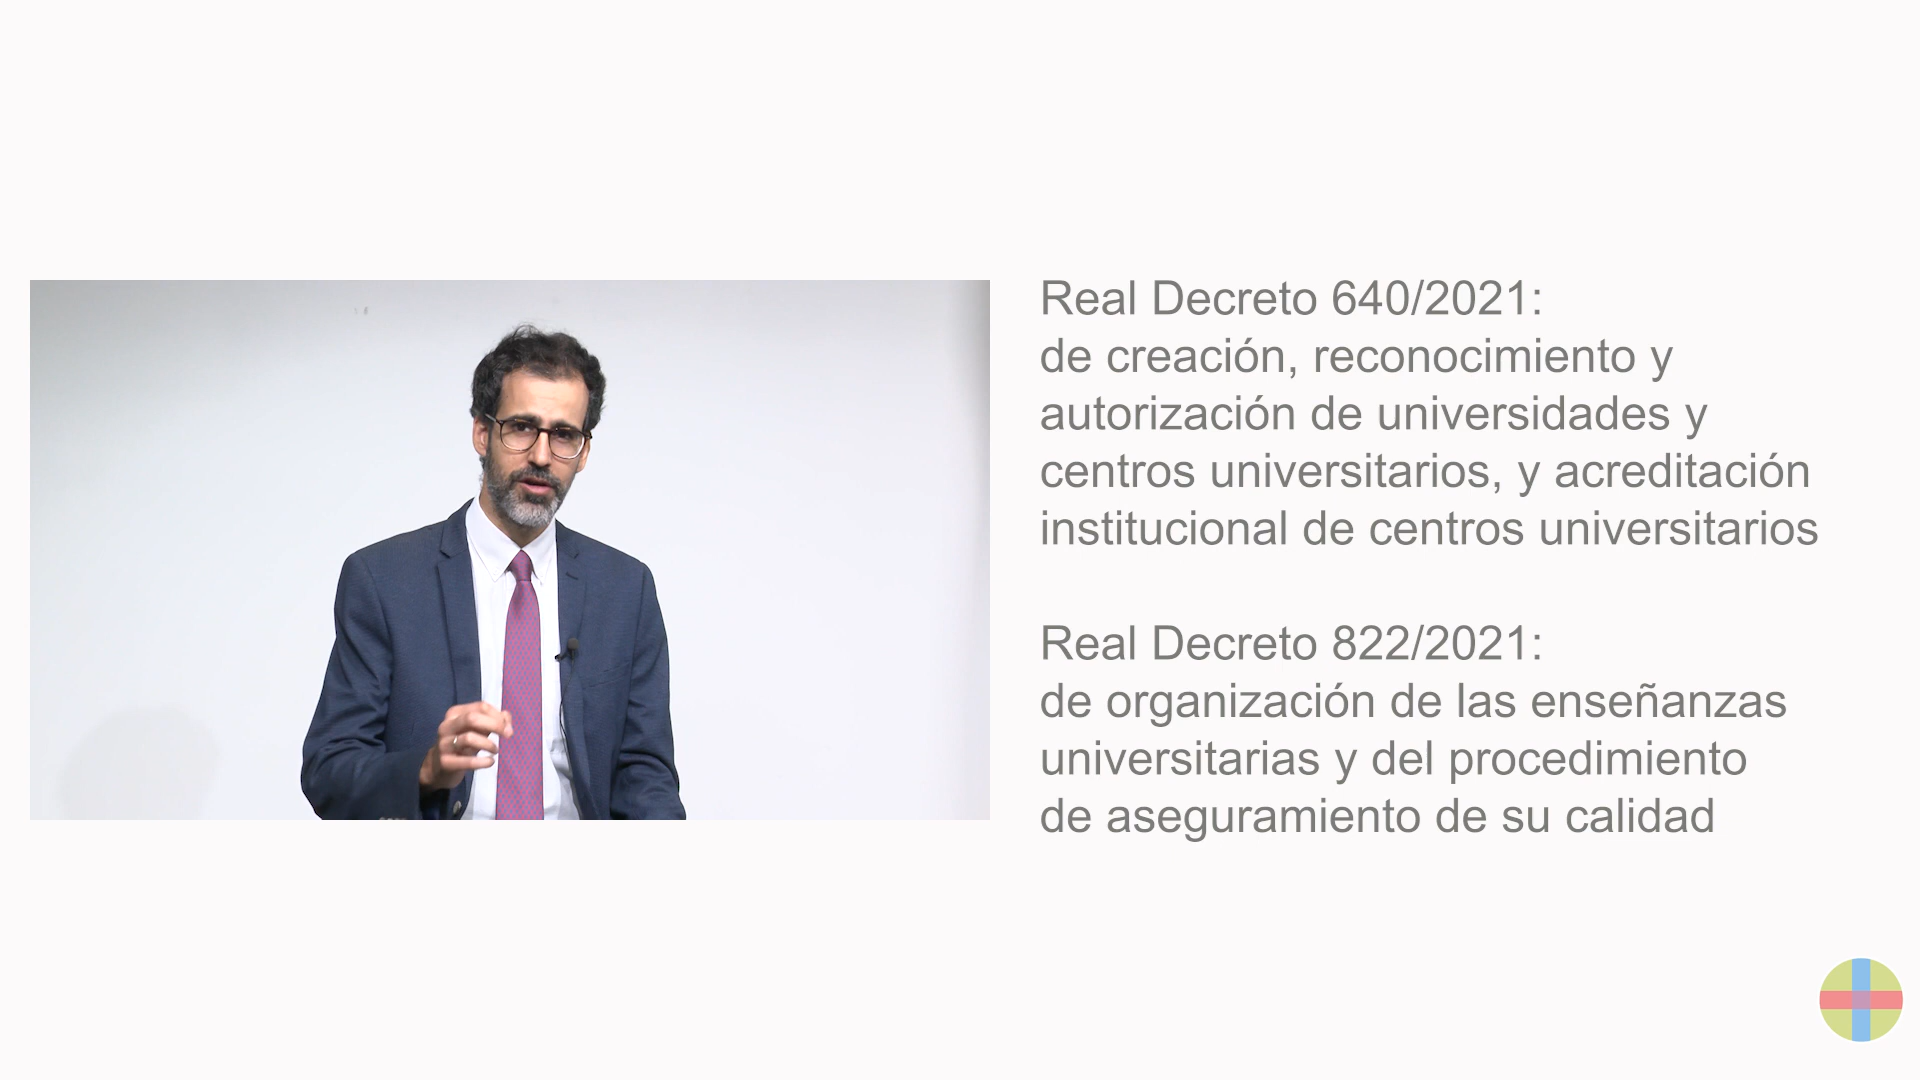 Real Decreto 640/2021:
de creación, reconocimiento y
autorización de universidades y
centros universitarios, y acreditación
institucional de centros universitarios
Real Decreto 822/2021:
de organización de las enseñanzas
universitarias y del procedimiento
de aseguramiento de su calidad